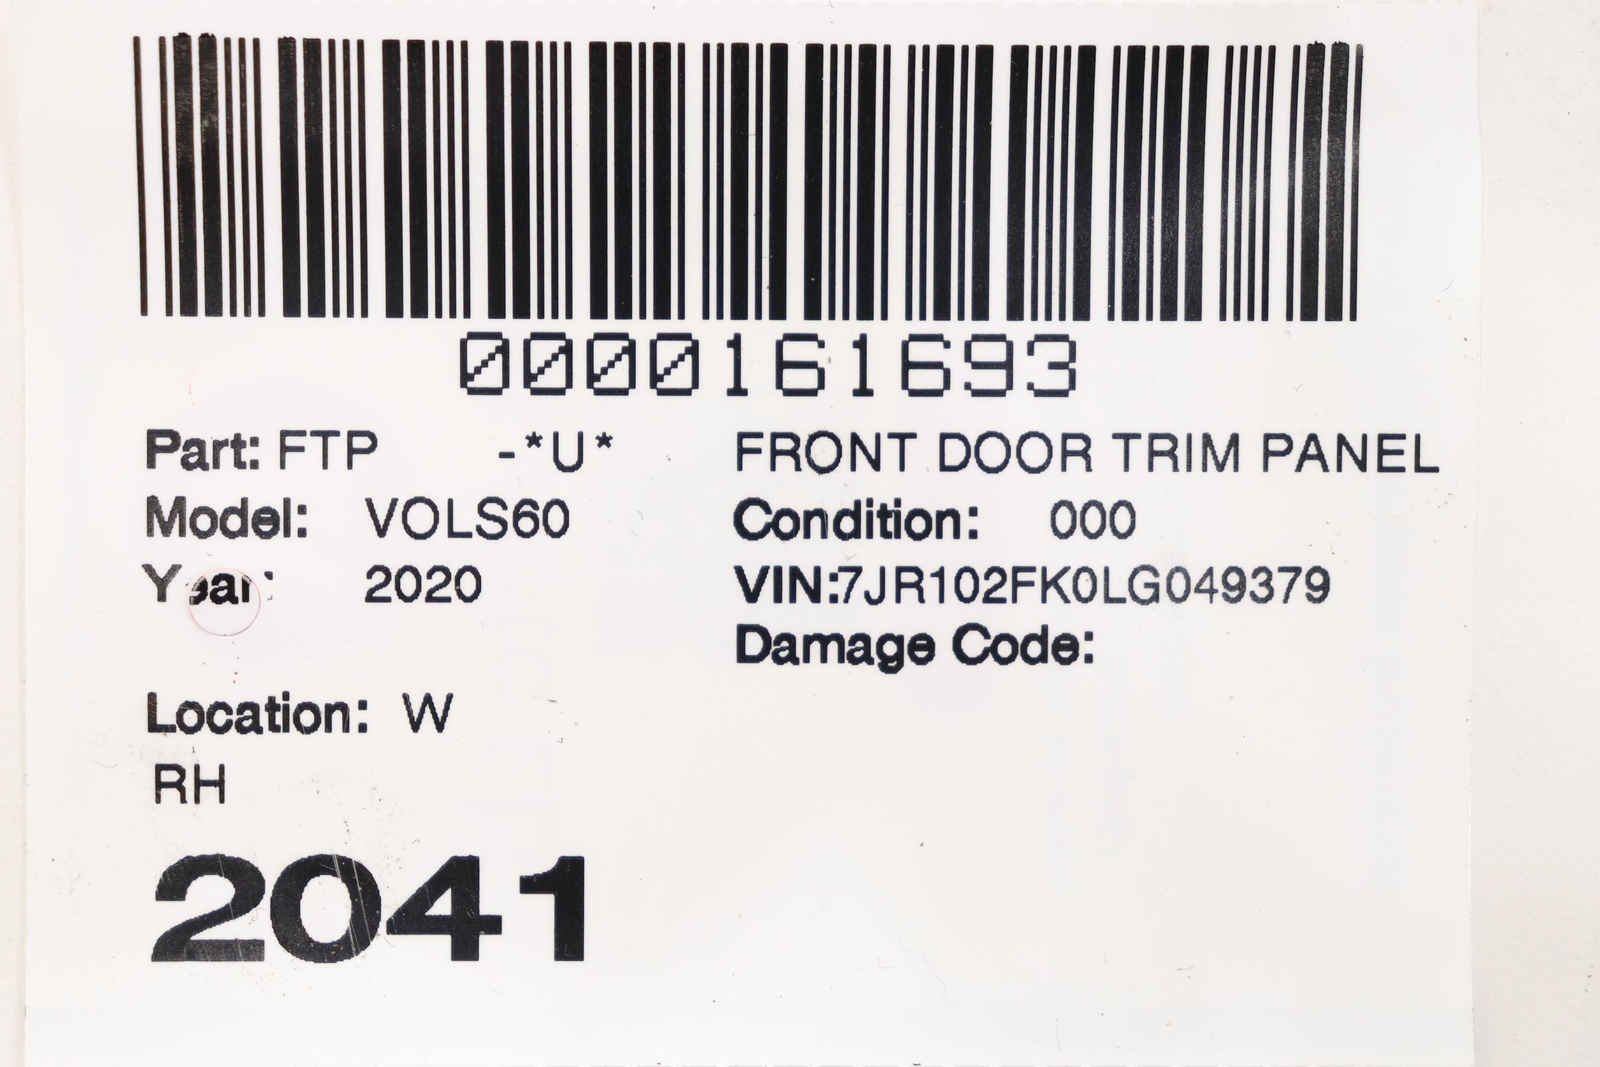 0000161693
Part: FTP -*U* FRONT DOOR TRIM PANEL
Model: VOLS60 Condition: 000
Year: 2020 VIN:7JR102FK0LG049379
Damage Code:
Location: W
RH
2041